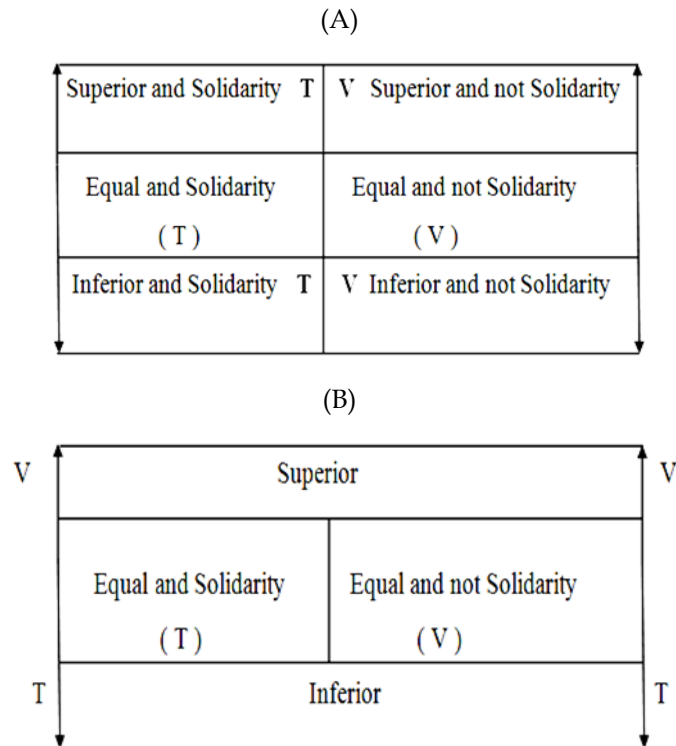 (A)
Superior and Solidarity T V Superior and not Solidarity
Equal and Solidarity Equal and not Solidarity
( T ) ( V )
Inferior and Solidarity T V Inferior and not Solidarity
(B)
V Superior V
Equal and Solidarity Equal and not Solidarity
( T ) ( V )
T Inferior T